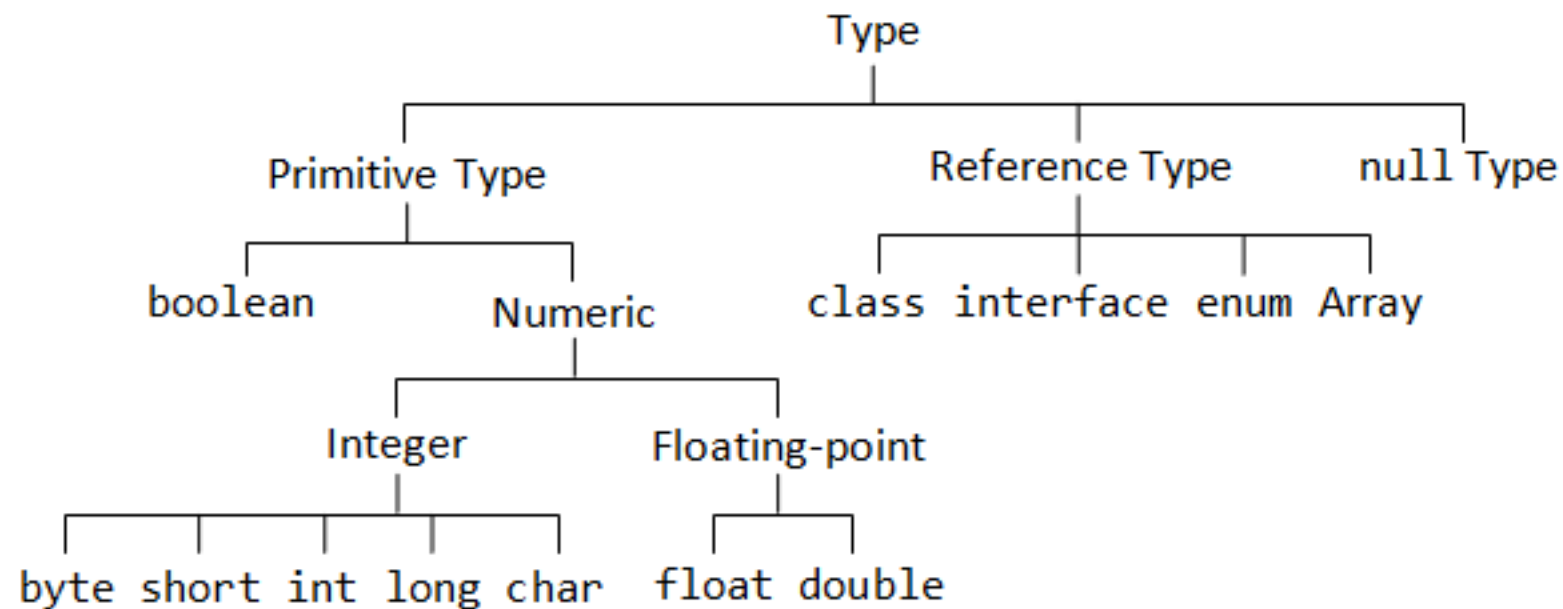 Type
Primitive Type Reference Type null Type
boolean Numeric class interface enum Array
Integer Floating-point
byte short int long char float double